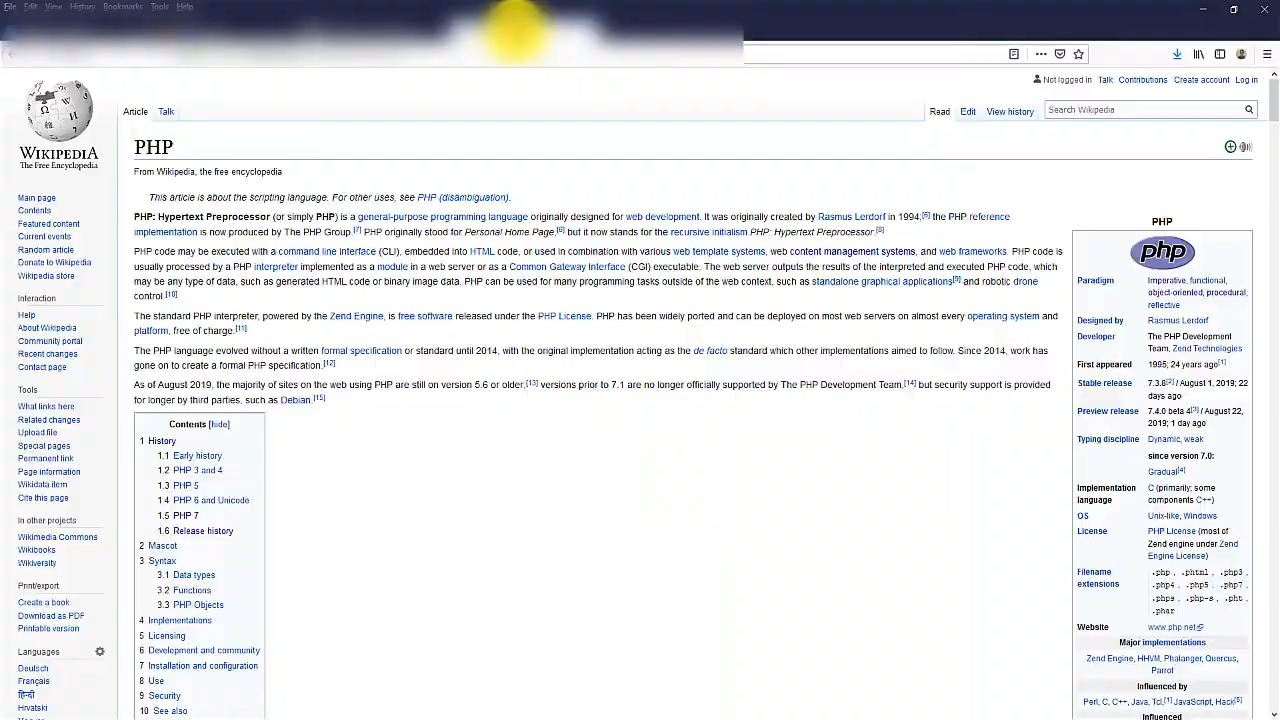 File Edit View History Bookmarks Tools Help
Not logged in Talk Contributions Create account Log in
Article Talk
Read Edit View history Search Wikipedia
WIKIPEDIA
The Free Encyclopedia
Main page
Contents
Featured content
Current events
Random article
Donate to Wikipedia
Wikipedia store
Interaction
Help
About Wikipedia
Community portal
Recent changes
Contact page
Tools
What links here
Related changes
Upload file
Special pages
Permanent link
Page information
Wikidata item
Cite this page
In other projects
Wikimedia Commons
Wikibooks
Wikiversity
Print/export
Create a book
Download as PDF
Printable version
Languages
Deutsch
Français
हिन्दी
Hrvatski
PHP
From Wikipedia, the free encyclopedia
This article is about the scripting language. For other uses, see PHP (disambiguation).
PHP: Hypertext Preprocessor (or simply PHP) is a general-purpose programming language originally designed for web development. It was originally created by Rasmus Lerdorf in 1994;[6] the PHP reference
implementation is now produced by The PHP Group.[7] PHP originally stood for Personal Home Page,[6] but it now stands for the recursive initialism PHP: Hypertext Preprocessor.[8]
PHP code may be executed with a command line interface (CLI), embedded into HTML code, or used in combination with various web template systems, web content management systems, and web frameworks. PHP code is
usually processed by a PHP interpreter implemented as a module in a web server or as a Common Gateway Interface (CGI) executable. The web server outputs the results of the interpreted and executed PHP code, which
may be any type of data, such as generated HTML code or binary image data. PHP can be used for many programming tasks outside of the web context, such as standalone graphical applications[9] and robotic drone
control.[10]
The standard PHP interpreter, powered by the Zend Engine, is free software released under the PHP License. PHP has been widely ported and can be deployed on most web servers on almost every operating system and
platform, free of charge.[11]
The PHP language evolved without a written formal specification or standard until 2014, with the original implementation acting as the de facto standard which other implementations aimed to follow. Since 2014, work has
gone on to create a formal PHP specification.[12]
As of August 2019, the majority of sites on the web using PHP are still on version 5.6 or older;[13] versions prior to 7.1 are no longer officially supported by The PHP Development Team,[14] but security support is provided
for longer by third parties, such as Debian.[15]
Contents [hide]
1 History
1.1 Early history
1.2 PHP 3 and 4
1.3 PHP 5
1.4 PHP 6 and Unicode
1.5 PHP 7
1.6 Release history
2 Mascot
3 Syntax
3.1 Data types
3.2 Functions
3.3 PHP Objects
4 Implementations
5 Licensing
6 Development and community
7 Installation and configuration
8 Use
9 Security
10 See also
PHP
php
Paradigm Imperative, functional,
object-oriented, procedural,
reflective
Designed by Rasmus Lerdorf
Developer The PHP Development
Team, Zend Technologies
First appeared 1995; 24 years ago[1]
Stable release 7.3.8[2] / August 1, 2019; 22
days ago
Preview release 7.4.0 beta 4[3] / August 22,
2019; 1 day ago
Typing discipline Dynamic, weak
since version 7.0:
Gradual[4]
Implementation C (primarily; some
language components C++)
OS Unix-like, Windows
License PHP License (most of
Zend engine under Zend
Engine License)
Filename .php, .phtml, .php3,
extensions .php4, .php5, .php7,
.phps, .php-s, .pht,
.phar
Website www.php.net
Major implementations
Zend Engine, HHVM, Phalanger, Quercus,
Parrot
Influenced by
Perl, C, C++, Java, Tcl,[1] JavaScript, Hack[5]
Influenced